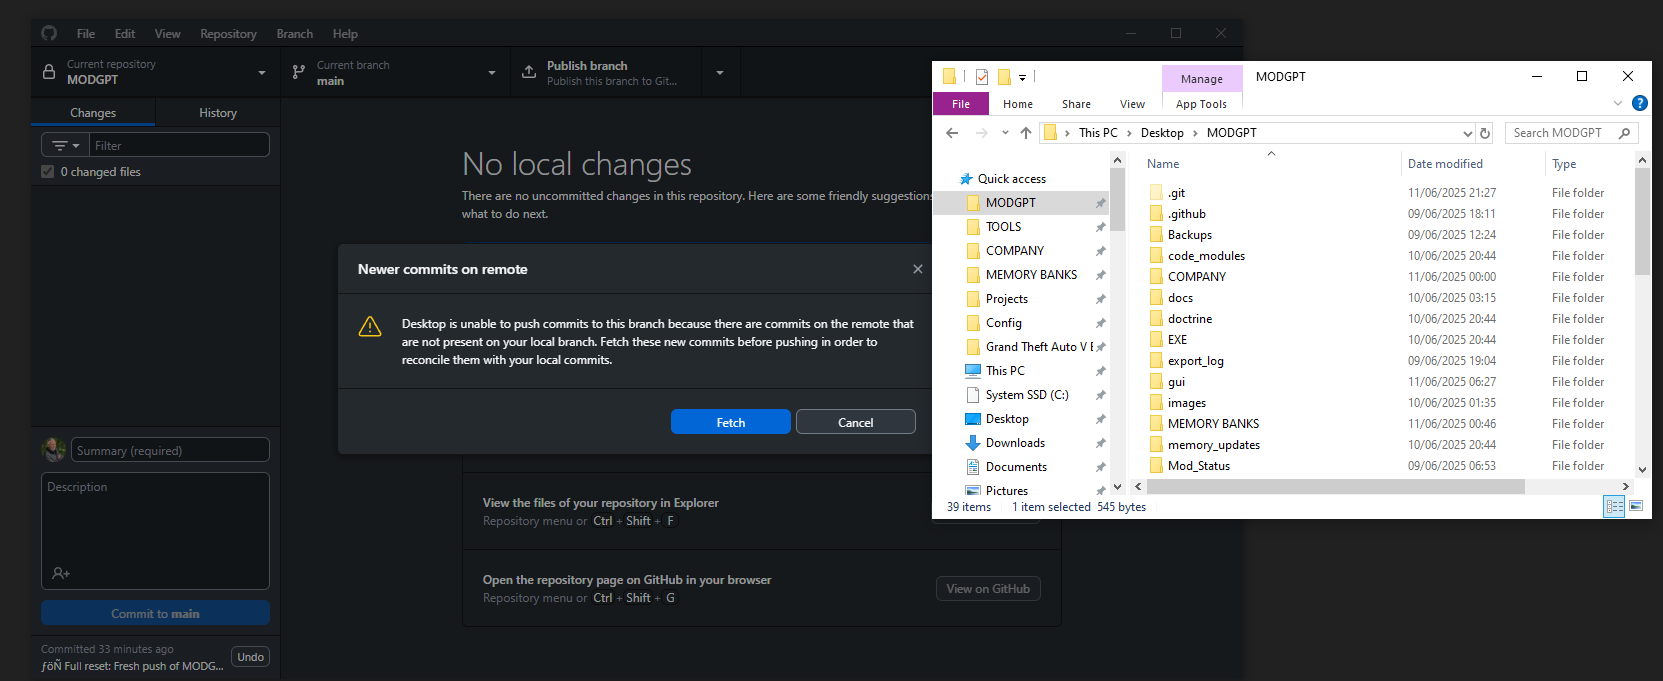 File Edit View Repository Branch Help
Current repository
MODGPT
Current branch
main
Publish branch
Publish this branch to Git...
Changes
History
Filter
0 changed files
No local changes
There are no uncommitted changes in this repository. Here are some friendly suggestions
what to do next.
Newer commits on remote
Desktop is unable to push commits to this branch because there are commits on the remote that
are not present on your local branch. Fetch these new commits before pushing in order to
reconcile them with your local commits.
Fetch
Cancel
View the files of your repository in Explorer
Repository menu or Ctrl + Shift + F
Open the repository page on GitHub in your browser
Repository menu or Ctrl + Shift + G
View on GitHub
Summary (required)
Description
Commit to main
Committed 33 minutes ago
ƒöÑ Full reset: Fresh push of MODG...
Undo
Manage
MODGPT
File Home Share View App Tools
This PC > Desktop > MODGPT
Search MODGPT
Quick access
MODGPT
TOOLS
COMPANY
MEMORY BANKS
Projects
Config
Grand Theft Auto V E
This PC
System SSD (C:)
Desktop
Downloads
Documents
Pictures
Name Date modified Type
.git 11/06/2025 21:27 File folder
.github 09/06/2025 18:11 File folder
Backups 09/06/2025 12:24 File folder
code_modules 10/06/2025 20:44 File folder
COMPANY 11/06/2025 00:00 File folder
docs 10/06/2025 03:15 File folder
doctrine 10/06/2025 20:44 File folder
EXE 10/06/2025 20:44 File folder
export_log 09/06/2025 19:04 File folder
gui 11/06/2025 06:27 File folder
images 10/06/2025 01:35 File folder
MEMORY BANKS 11/06/2025 00:46 File folder
memory_updates 10/06/2025 20:44 File folder
Mod_Status 09/06/2025 06:53 File folder
39 items 1 item selected 545 bytes